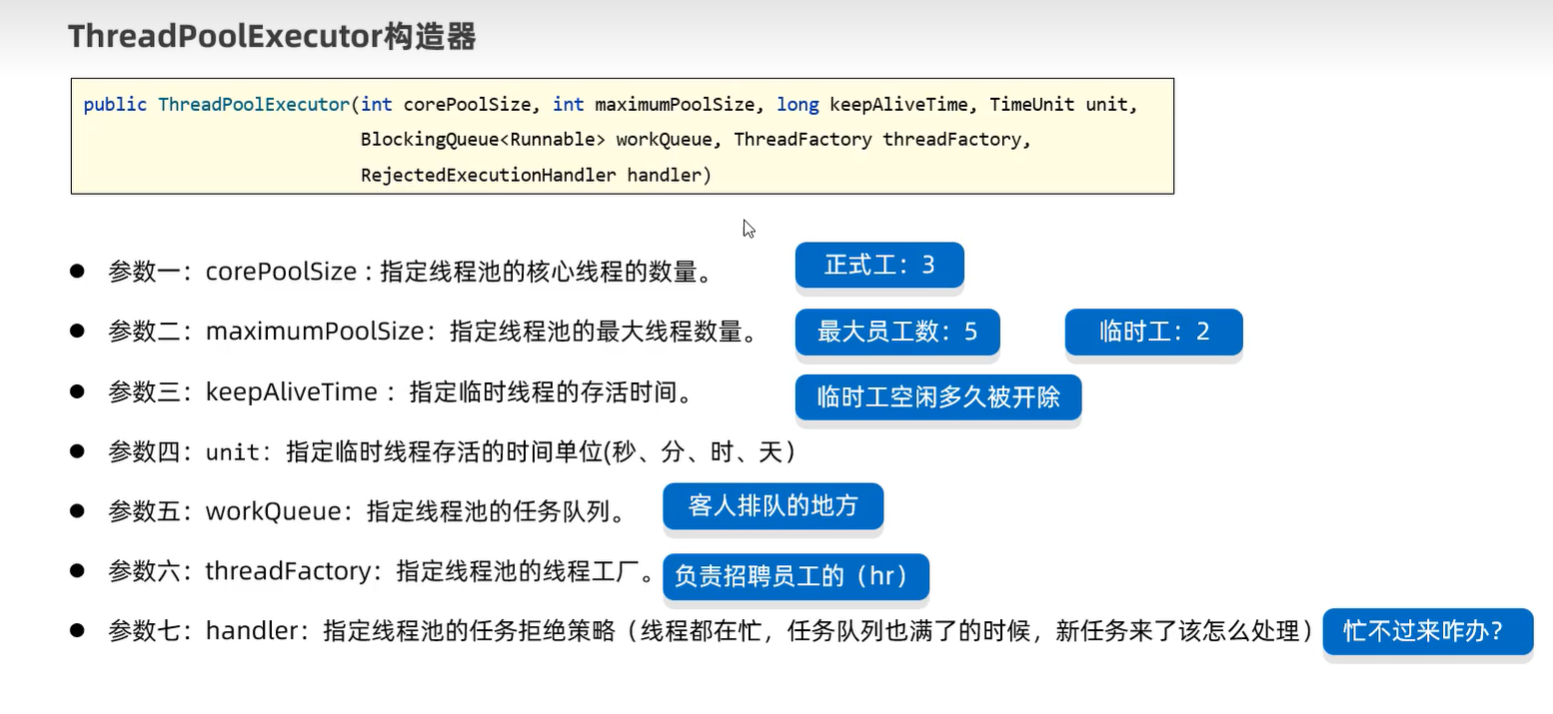 ThreadPoolExecutor构造器
public ThreadPoolExecutor(int corePoolSize, int maximumPoolSize, long keepAliveTime, TimeUnit unit,
BlockingQueue<Runnable> workQueue, ThreadFactory threadFactory,
RejectedExecutionHandler handler)
● 参数一：corePoolSize : 指定线程池的核心线程的数量。 正式工：3
● 参数二：maximumPoolSize：指定线程池的最大线程数量。 最大员工数：5 临时工：2
● 参数三：keepAliveTime ：指定临时线程的存活时间。 临时工空闲多久被开除
● 参数四：unit：指定临时线程存活的时间单位(秒、分、时、天）
● 参数五：workQueue：指定线程池的任务队列。 客人排队的地方
● 参数六：threadFactory：指定线程池的线程工厂。 负责招聘员工的（hr）
● 参数七：handler：指定线程池的任务拒绝策略（线程都在忙，任务队列也满了的时候，新任务来了该怎么处理） 忙不过来咋办？